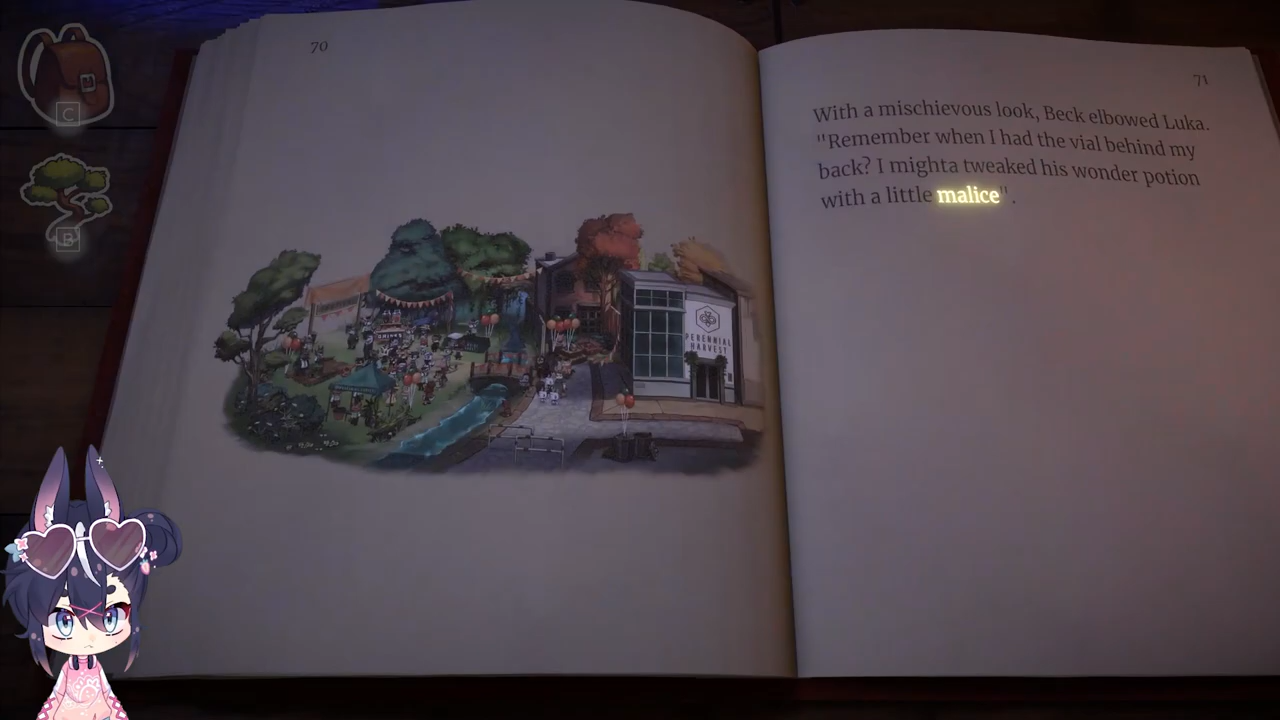 70
71
With a mischievous look, Beck elbowed Luka.
"Remember when I had the vial behind my
back? I mighta tweaked his wonder potion
with a little malice".
C
B
DRINKS
PERENNIAL
HARVEST